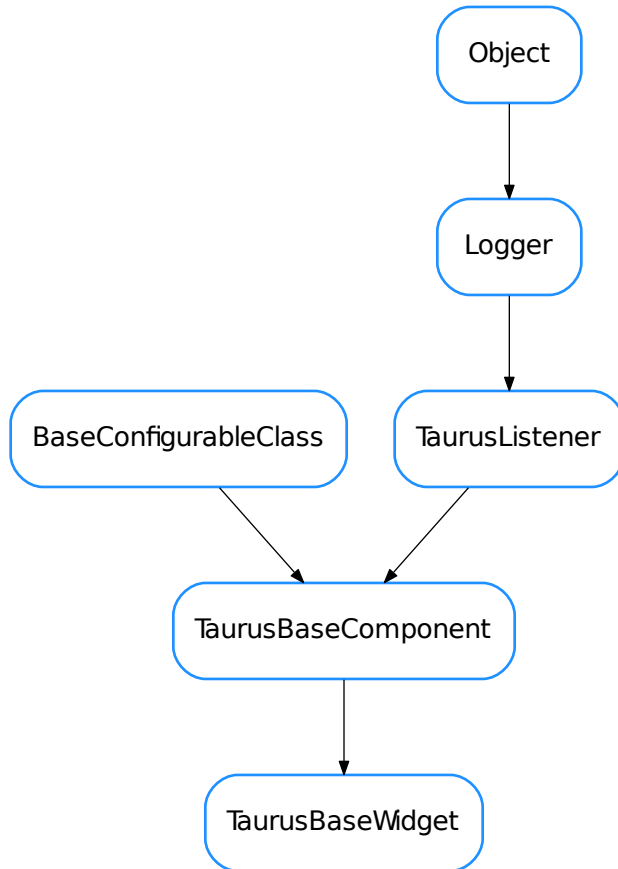 Object
Logger
BaseConfigurableClass
TaurusListener
TaurusBaseComponent
TaurusBaseWidget